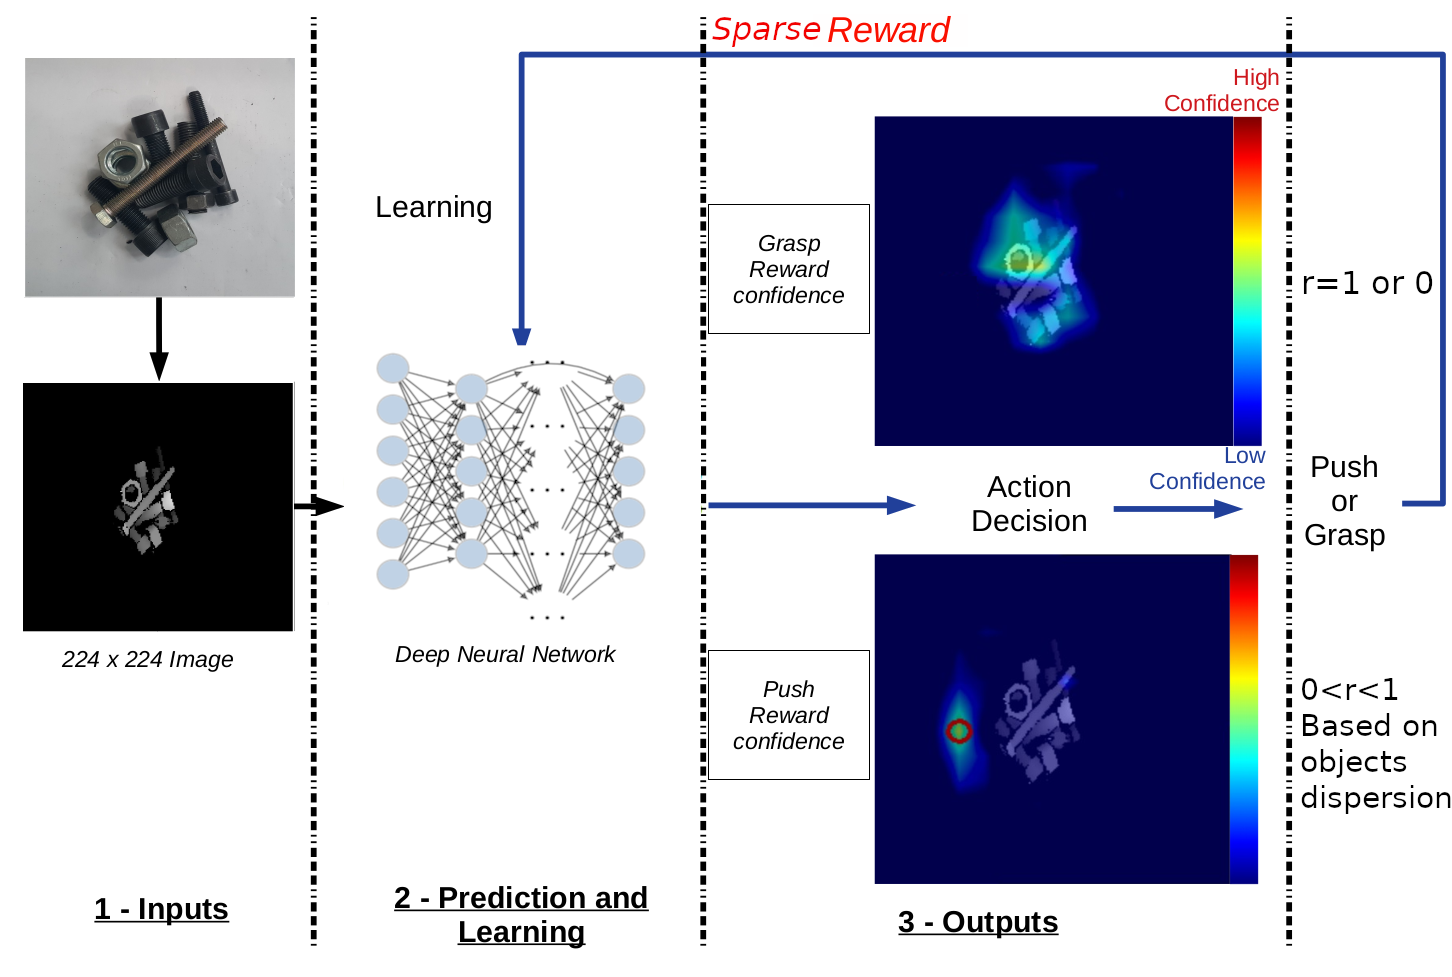 Sparse Reward
High
Confidence
Learning
Grasp
Reward
confidence
r=1 or 0
Low
Confidence
Action
Decision
Push
or
Grasp
224 x 224 Image
Deep Neural Network
Push
Reward
confidence
0<r<1
Based on
objects
dispersion
1 - Inputs
2 - Prediction and
Learning
3 - Outputs